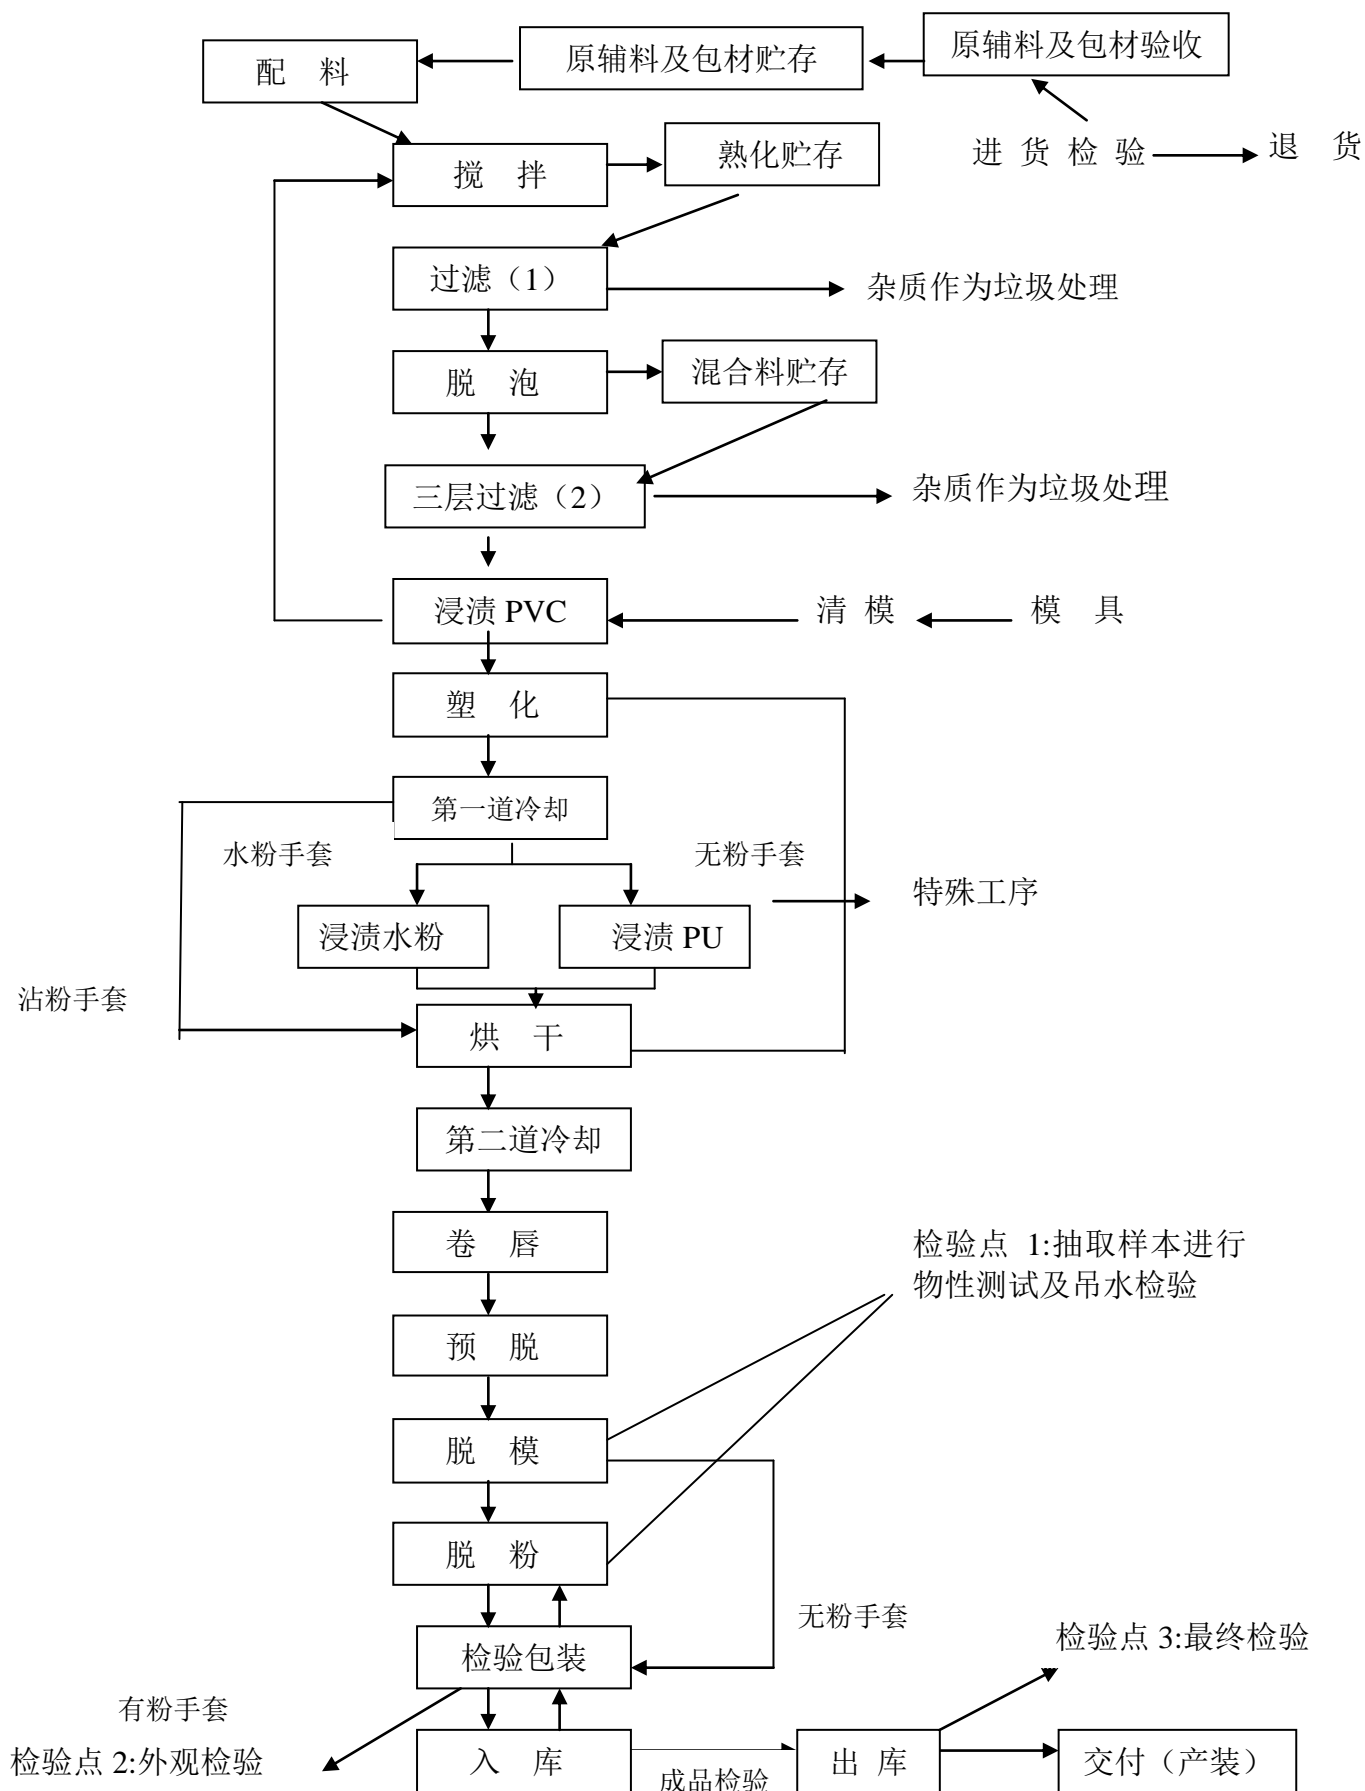 配 料
原辅料及包材贮存
原辅料及包材验收
搅 拌
熟化贮存
进 货 检 验
退 货
过滤（1）
杂质作为垃圾处理
脱 泡
混合料贮存
三层过滤（2）
杂质作为垃圾处理
浸渍 PVC
清 模
模 具
塑 化
第一道冷却
水粉手套
无粉手套
特殊工序
浸渍水粉
浸渍 PU
沾粉手套
烘 干
第二道冷却
卷 唇
检验点 1:抽取样本进行
物性测试及吊水检验
预 脱
脱 模
脱 粉
无粉手套
检验包装
检验点 3:最终检验
有粉手套
检验点 2:外观检验
入 库
成品检验
出 库
交付（产装）